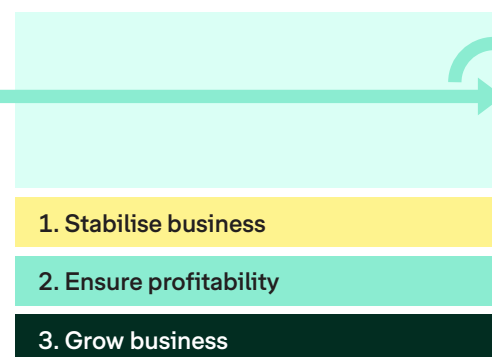 1. Stabilise business
2. Ensure profitability
3. Grow business